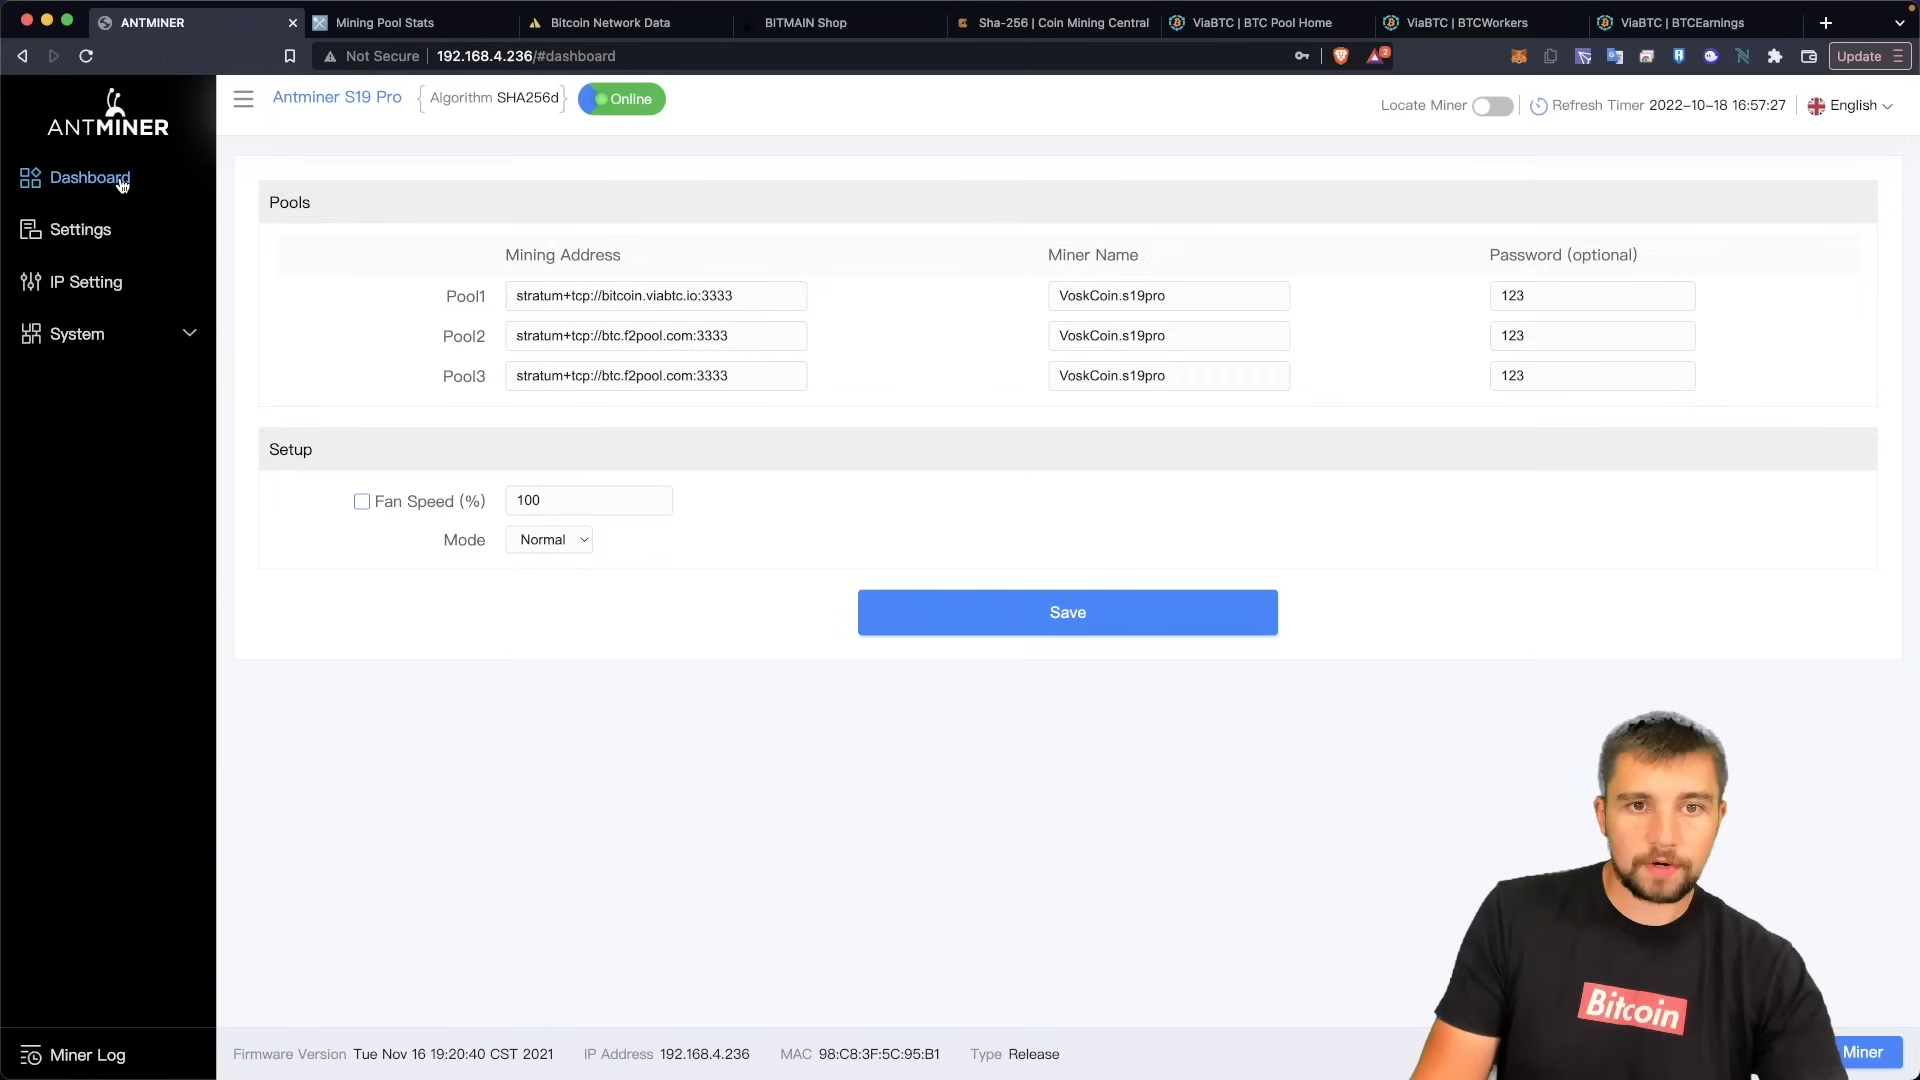 ANTMINER
Mining Pool Stats
Bitcoin Network Data
BITMAIN Shop
Sha-256 | Coin Mining Central
ViaBTC | BTC Pool Home
ViaBTC | BTCWorkers
ViaBTC | BTCEarnings
Not Secure 192.168.4.236/#dashboard
2
Update
ANTMINER
Antminer S19 Pro
Algorithm SHA256d
Online
Locate Miner
Refresh Timer 2022-10-18 16:57:27
English
Dashboard
Settings
IP Setting
System
Pools
Mining Address Miner Name Password (optional)
Pool1 stratum+tcp://bitcoin.viabtc.io:3333 VoskCoin.s19pro 123
Pool2 stratum+tcp://btc.f2pool.com:3333 VoskCoin.s19pro 123
Pool3 stratum+tcp://btc.f2pool.com:3333 VoskCoin.s19pro 123
Setup
Fan Speed (%) 100
Mode Normal
Save
Bitcoin
Miner Log
Firmware Version Tue Nov 16 19:20:40 CST 2021 IP Address 192.168.4.236 MAC 98:C8:3F:5C:95:B1 Type Release
Miner